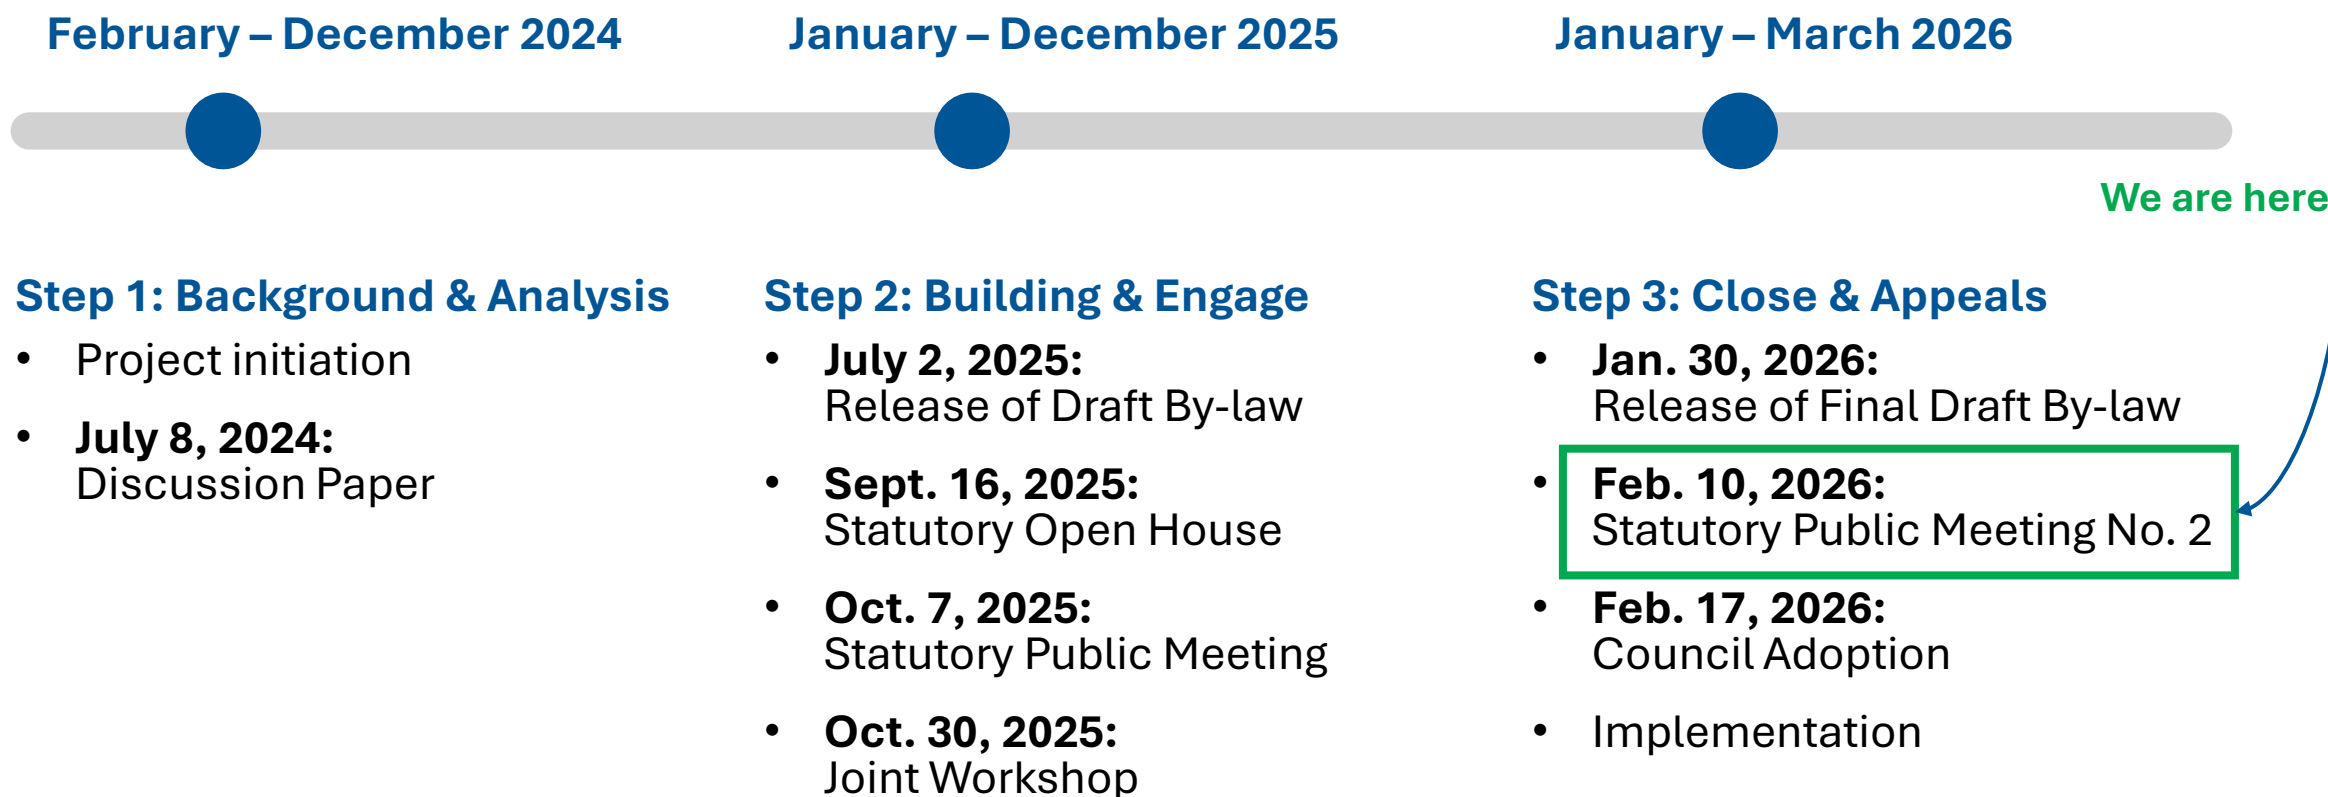 February – December 2024
January – December 2025
January – March 2026
We are here
Step 1: Background & Analysis
• Project initiation
• July 8, 2024:
Discussion Paper
Step 2: Building & Engage
• July 2, 2025:
Release of Draft By-law
• Sept. 16, 2025:
Statutory Open House
• Oct. 7, 2025:
Statutory Public Meeting
• Oct. 30, 2025:
Joint Workshop
Step 3: Close & Appeals
• Jan. 30, 2026:
Release of Final Draft By-law
• Feb. 10, 2026:
Statutory Public Meeting No. 2
• Feb. 17, 2026:
Council Adoption
• Implementation